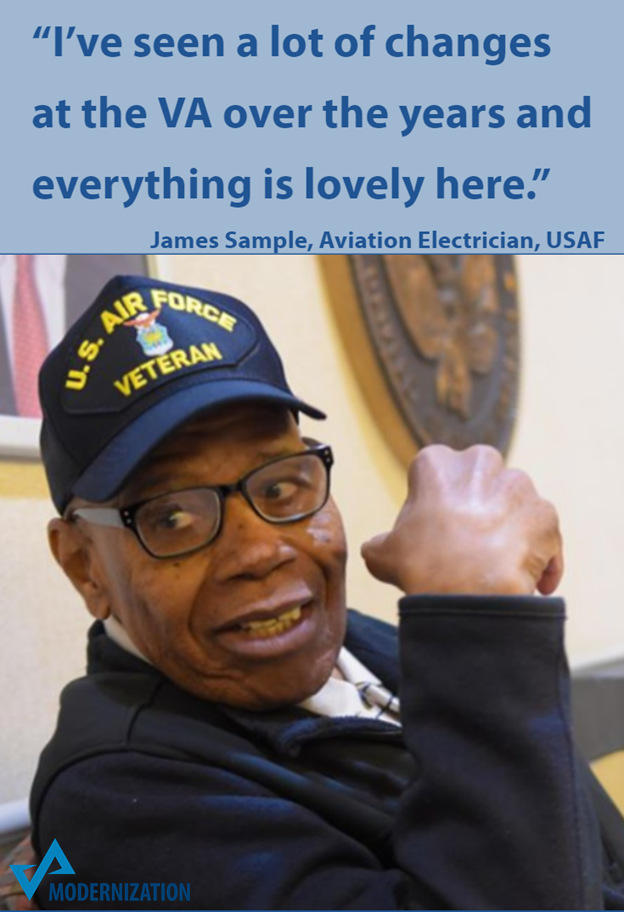 “I’ve seen a lot of changes
at the VA over the years and
everything is lovely here.”
James Sample, Aviation Electrician, USAF
U.S. AIR FORCE
VETERAN
MODERNIZATION